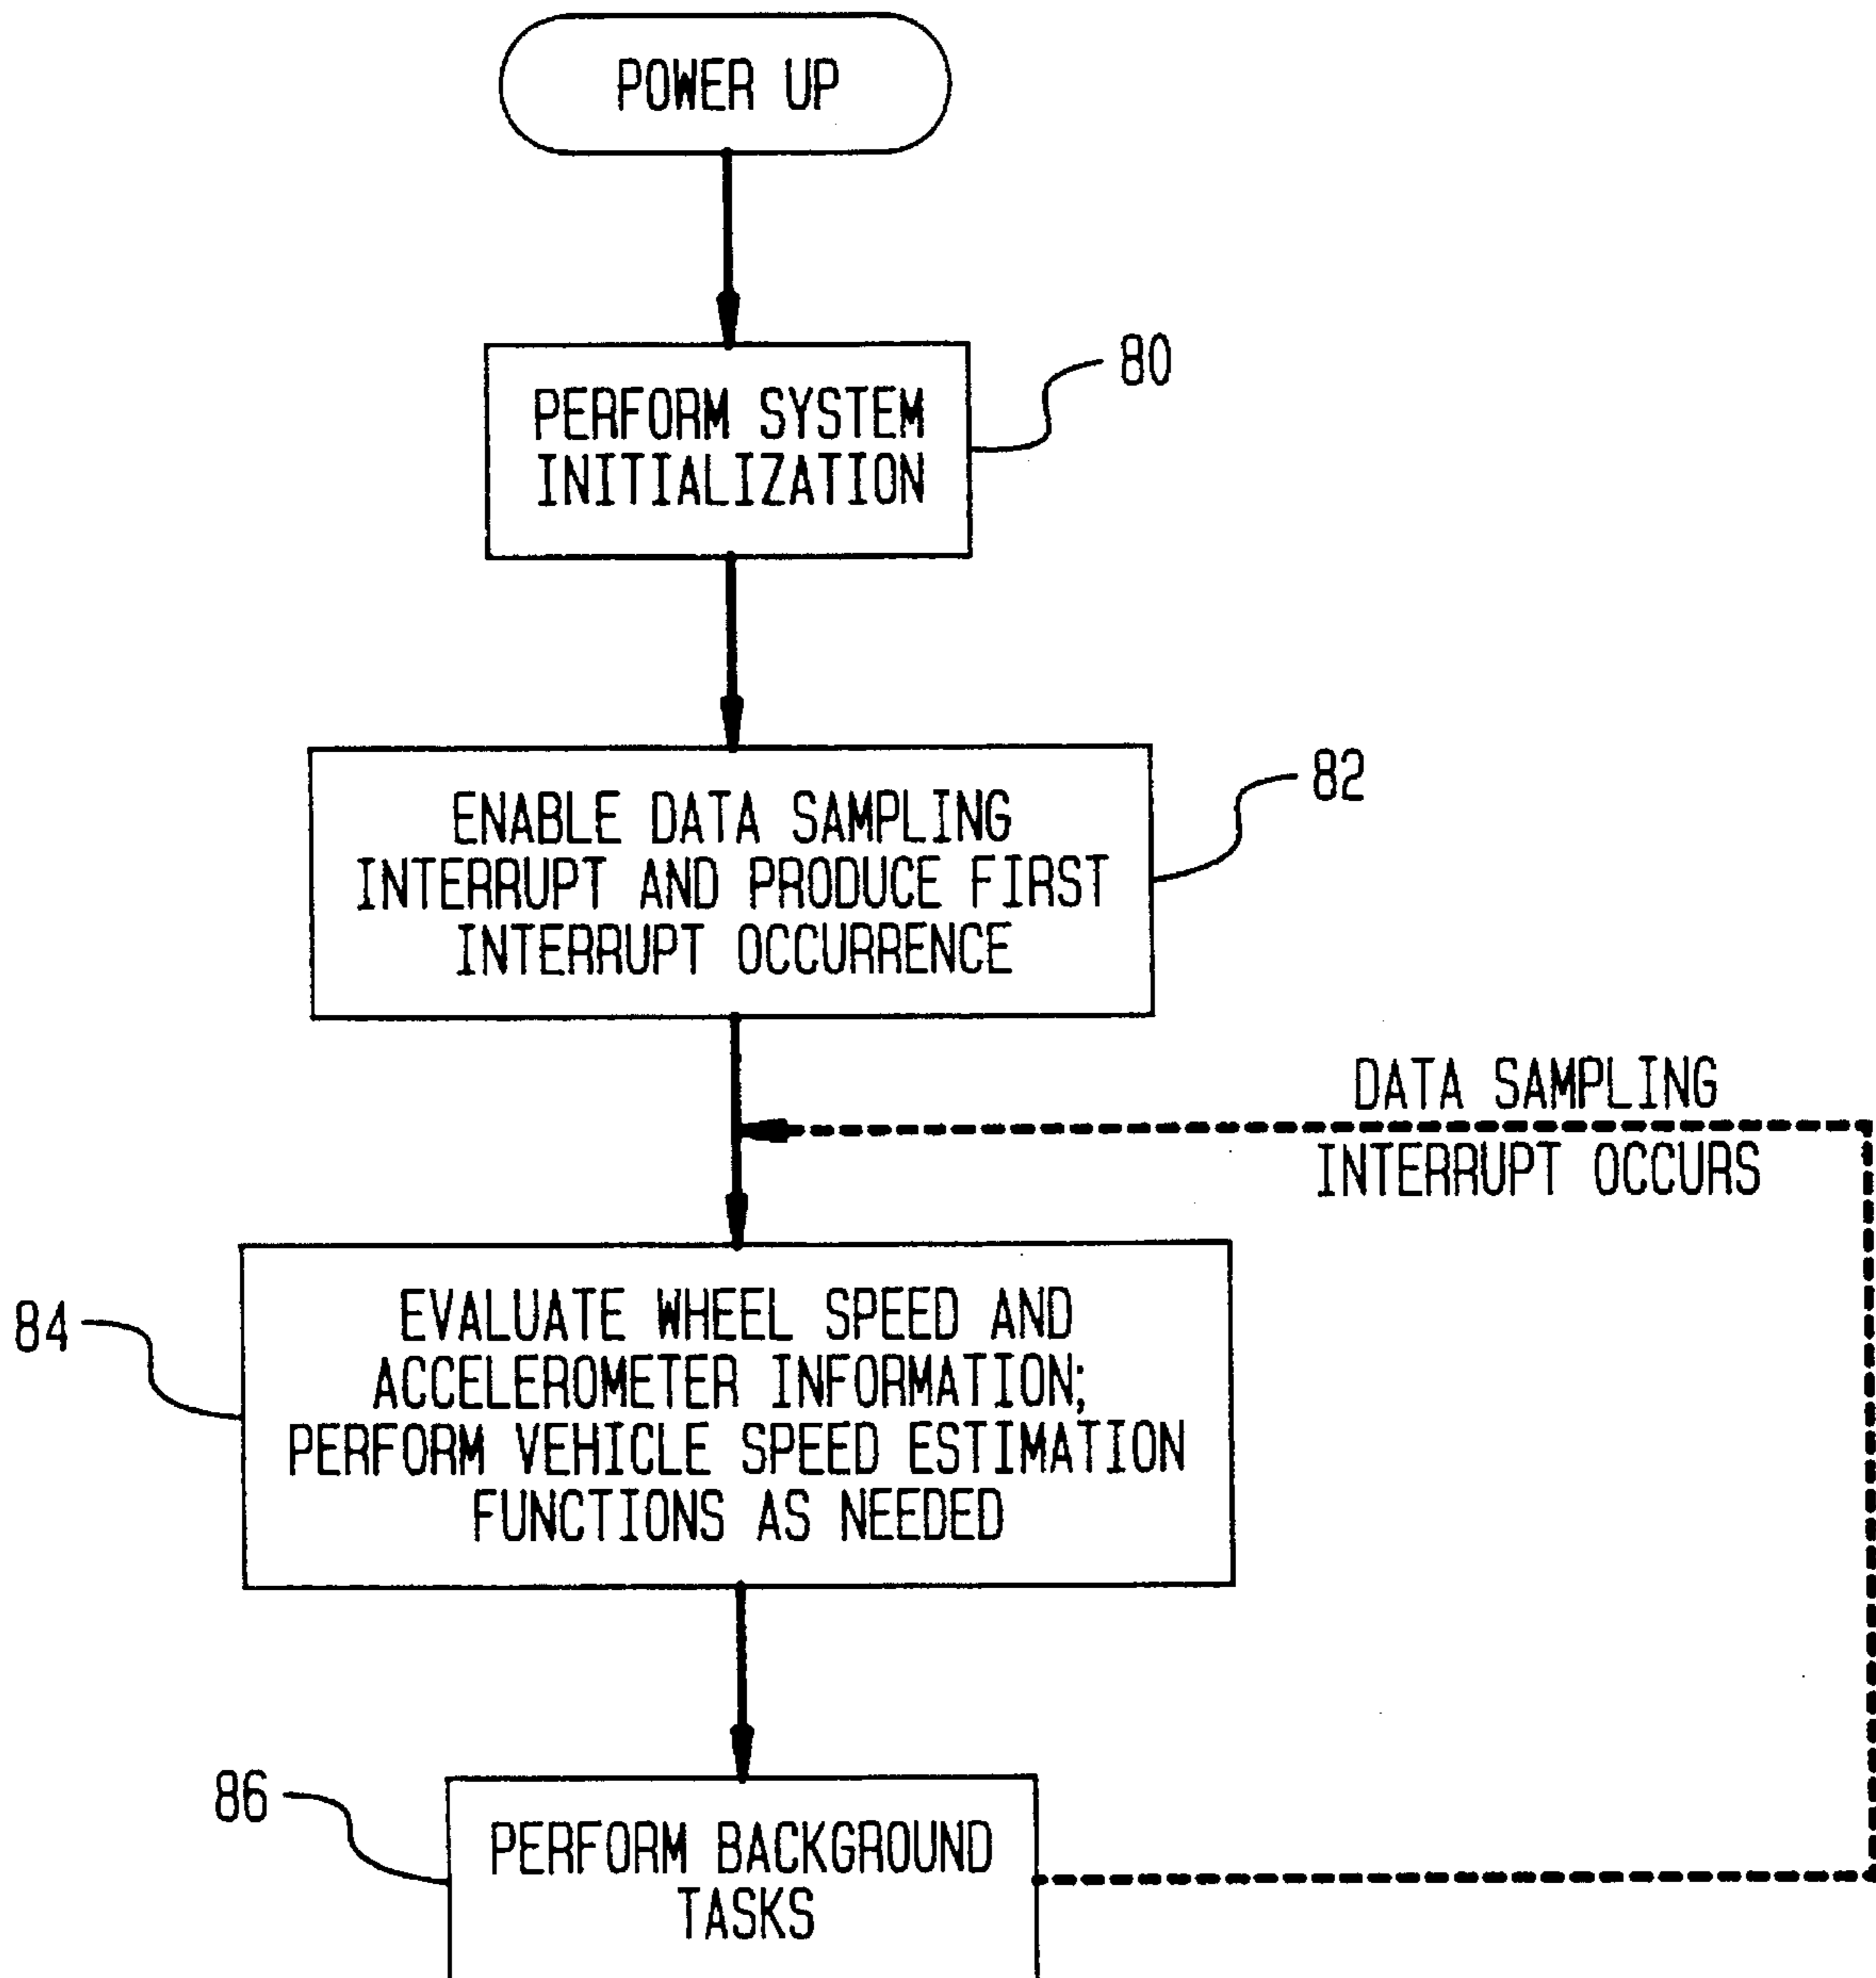 POWER UP
80
PERFORM SYSTEM
INITIALIZATION
82
ENABLE DATA SAMPLING
INTERRUPT AND PRODUCE FIRST
INTERRUPT OCCURRENCE
DATA SAMPLING
INTERRUPT OCCURS
84
EVALUATE WHEEL SPEED AND
ACCELEROMETER INFORMATION;
PERFORM VEHICLE SPEED ESTIMATION
FUNCTIONS AS NEEDED
86
PERFORM BACKGROUND
TASKS